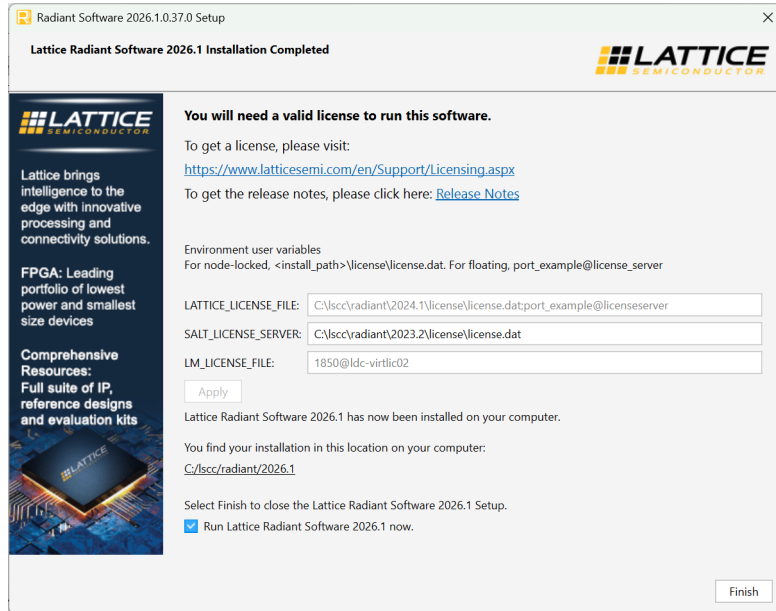 Radiant Software 2026.1.0.37.0 Setup
Lattice Radiant Software 2026.1 Installation Completed
LATTICE
SEMICONDUCTOR
LATTICE
SEMICONDUCTOR
Lattice brings
intelligence to the
edge with innovative
processing and
connectivity solutions.
FPGA: Leading
portfolio of lowest
power and smallest
size devices
Comprehensive
Resources:
Full suite of IP,
reference designs
and evaluation kits
LATTICE
You will need a valid license to run this software.
To get a license, please visit:
https://www.latticesemi.com/en/Support/Licensing.aspx
To get the release notes, please click here: Release Notes
Environment user variables
For node-locked, <install_path>\license\license.dat. For floating, port_example@license_server
LATTICE_LICENSE_FILE: C:\lscc\radiant\2024.1\license\license.dat;port_example@licenseserver
SALT_LICENSE_SERVER: C:\lscc\radiant\2023.2\license\license.dat
LM_LICENSE_FILE: 1850@ldc-virtlic02
Apply
Lattice Radiant Software 2026.1 has now been installed on your computer.
You find your installation in this location on your computer:
C:/lscc/radiant/2026.1
Select Finish to close the Lattice Radiant Software 2026.1 Setup.
Run Lattice Radiant Software 2026.1 now.
Finish